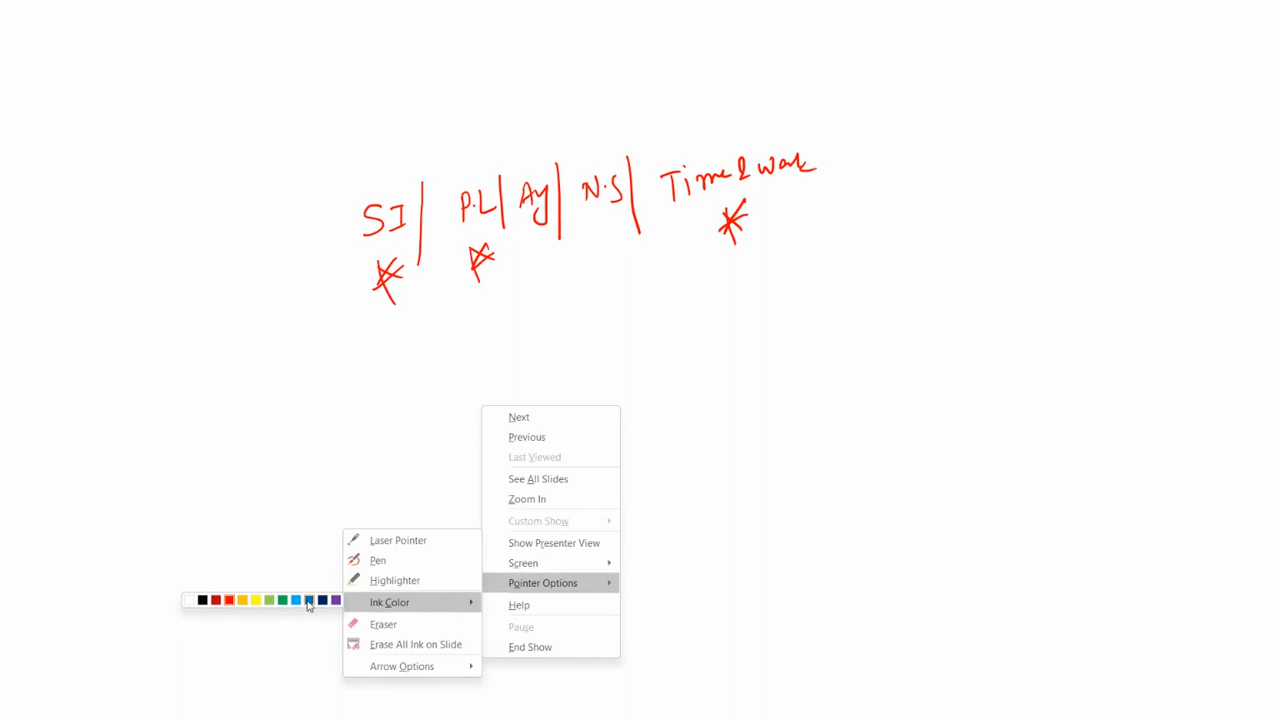 SI | P.L | Ag | N.S | Time & work
Next
Previous
Last Viewed
See All Slides
Zoom In
Custom Show
Show Presenter View
Screen
Pointer Options
Help
Pause
End Show
Laser Pointer
Pen
Highlighter
Ink Color
Eraser
Erase All Ink on Slide
Arrow Options